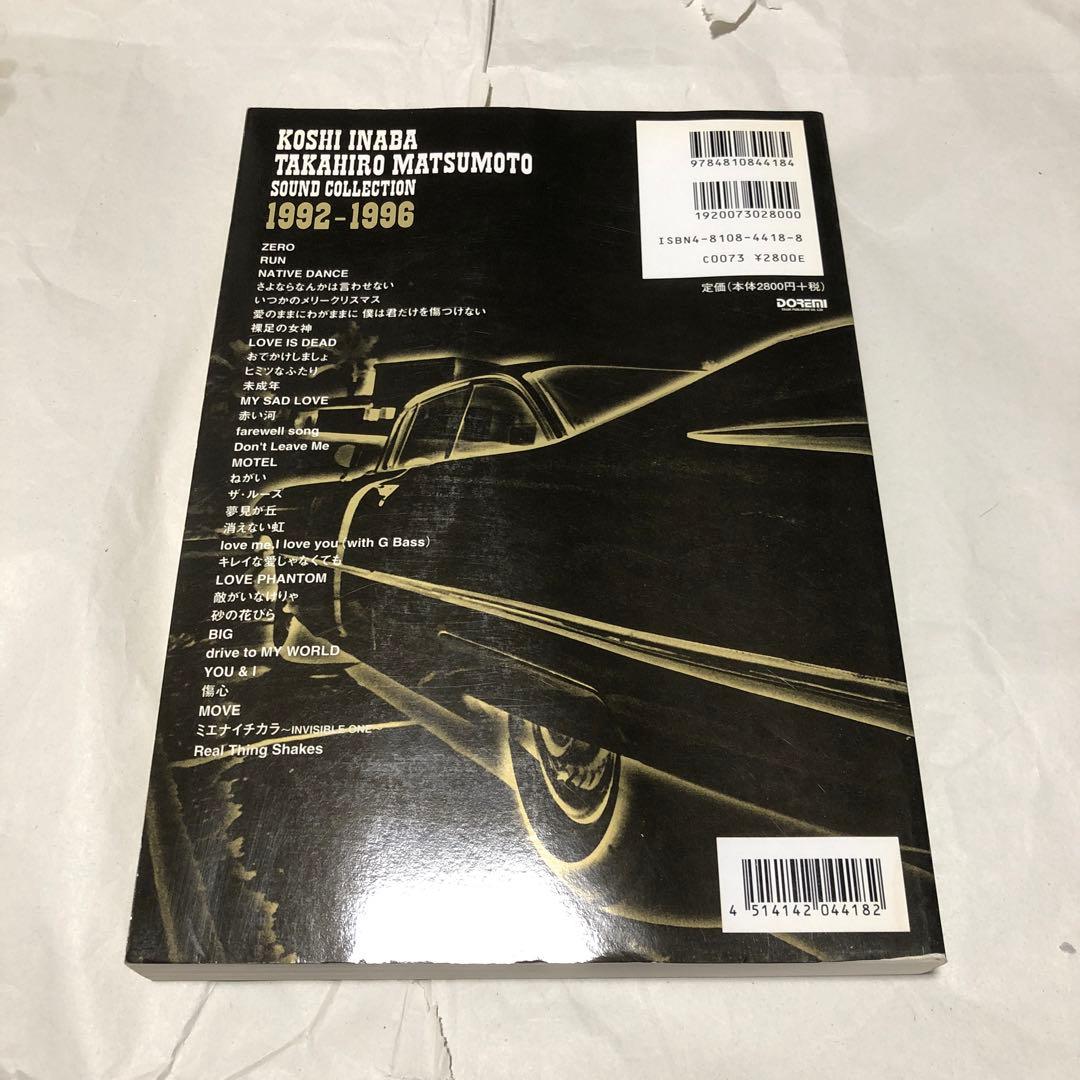 KOSHI INABA
TAKAHIRO MATSUMOTO
SOUND COLLECTION
1992-1996
ZERO
RUN
NATIVE DANCE
さよならなんかは言わせない
いつかのメリークリスマス
愛のままにわがままに 僕は君だけを傷つけない
裸足の女神
LOVE IS DEAD
おでかけしましょ
ヒミツなふたり
未成年
MY SAD LOVE
赤い河
farewell song
Don't Leave Me
MOTEL
ねがい
ザ・ルーズ
夢見が丘
消えない虹
love me, I love you (with G Bass)
キレイな愛じゃなくても
LOVE PHANTOM
敵がいなけりゃ
砂の花びら
BIG
drive to MY WORLD
YOU & I
傷心
MOVE
ミエナイチカラ～INVISIBLE ONE～
Real Thing Shakes
9784810844184
1920073028000
ISBN4-8108-4418-8
C0073 ¥2800E
定価(本体2800円+税)
DOREMI
4 514142 044182